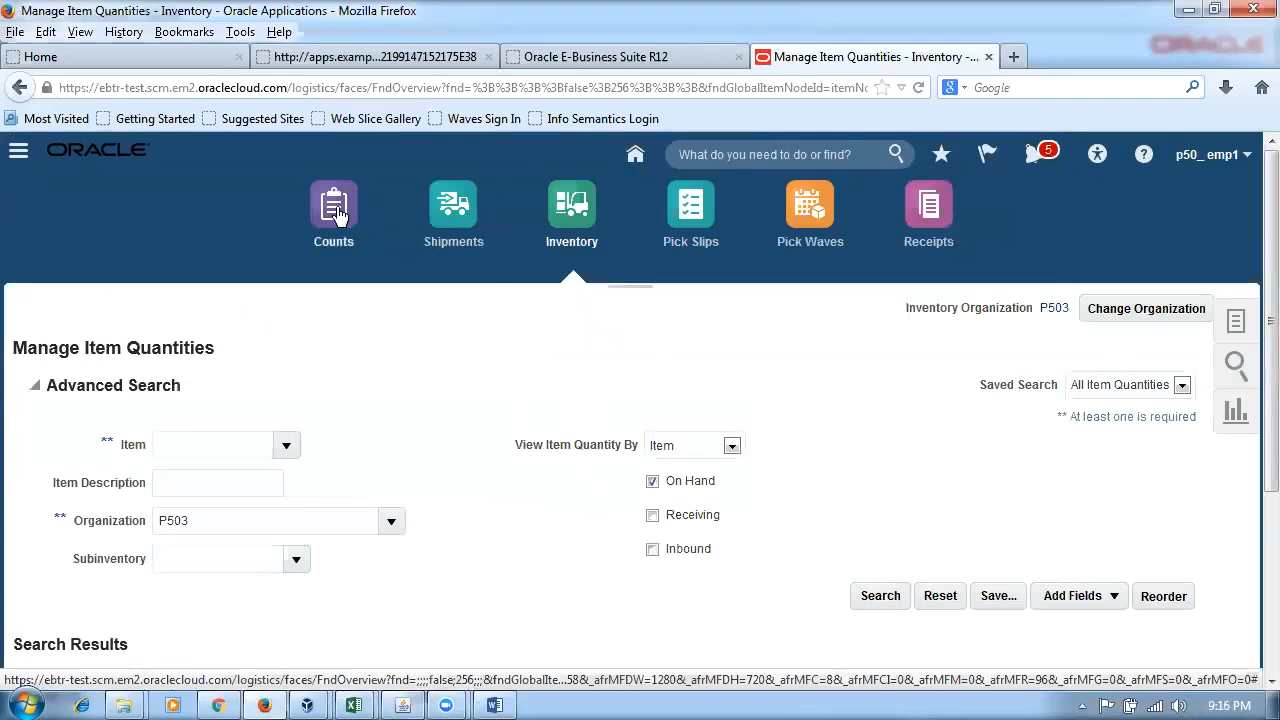 Manage Item Quantities - Inventory - Oracle Applications - Mozilla Firefox
File Edit View History Bookmarks Tools Help
Home
http://apps.examp...2199147152175E38
Oracle E-Business Suite R12
Manage Item Quantities - Inventory -...
ORACLE
https://ebtr-test.scm.em2.oraclecloud.com/logistics/faces/FndOverview?fnd=%3B%3B%3B%3Bfalse%3B256%3B%3B%3B&fndGlobalItemNodeId=itemNo
Google
Most Visited Getting Started Suggested Sites Web Slice Gallery Waves Sign In Info Semantics Location
ORACLE
What do you need to do or find?
5
p50_emp1
Counts Shipments Inventory Pick Slips Pick Waves Receipts
Inventory Organization P503 Change Organization
Manage Item Quantities
Advanced Search
Saved Search All Item Quantities
** At least one is required
** Item
View Item Quantity By Item
Item Description
On Hand
** Organization P503
Receiving
Subinventory
Inbound
Search Reset Save... Add Fields Reorder
Search Results
https://ebtr-test.scm.em2.oraclecloud.com/logistics/faces/FndOverview?fnd=;;;;false;256;;;&fndGlobalIte...58&_afrMFDW=1280&_afrMFDH=720&_afrMFC=8&_afrMFCI=0&_afrMFM=0&_afrMFR=96&_afrMFG=0&_afrMFS=0&_afrMFO=0#
9:16 PM